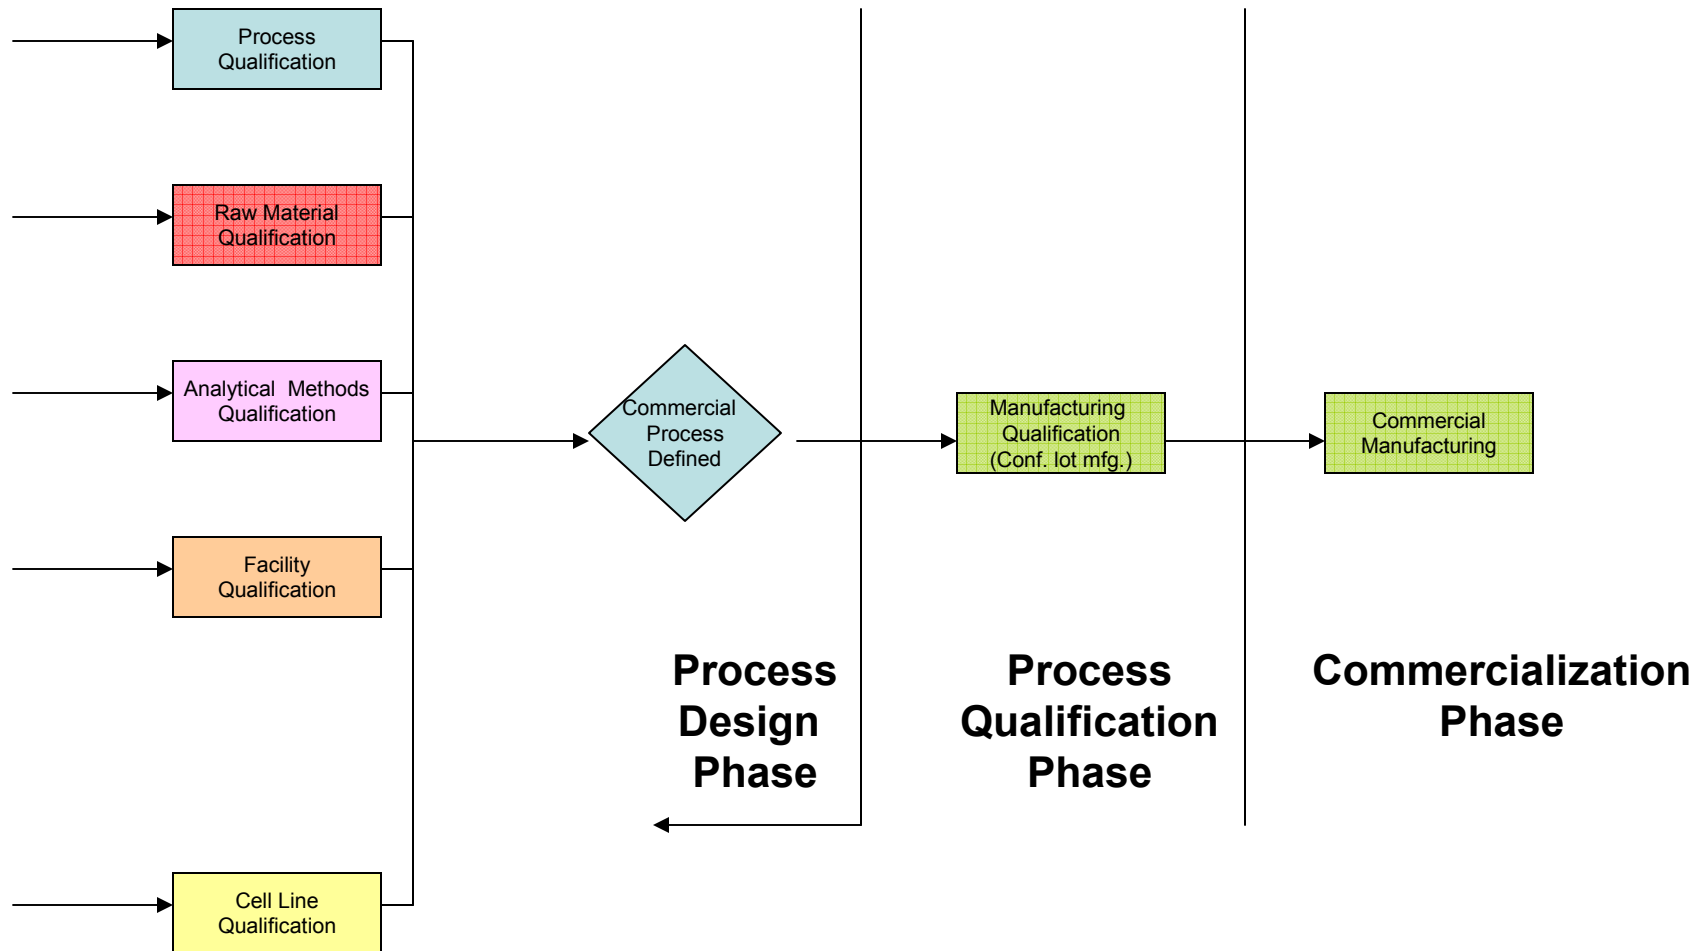 Process
Qualification
Raw Material
Qualification
Analytical  Methods
Qualification
Facility
Qualification
Cell Line
Qualification
Commercial
Process
Defined
Manufacturing
Qualification
(Conf. lot mfg.)
Commercial
Manufacturing
Process
Design
Phase
Process
Qualification
Phase
Commercialization
Phase